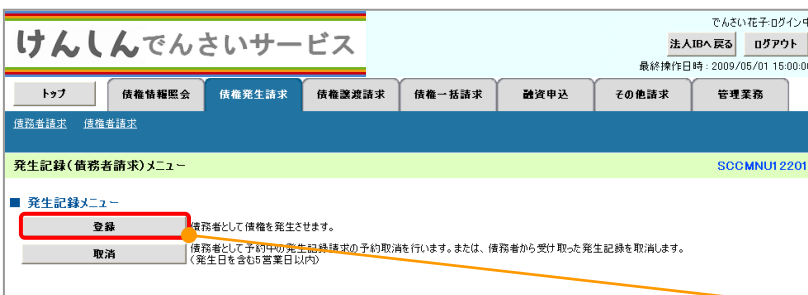 でんさい花子:ログイン中
けんしんでんさいサービス
法人IBへ戻る ログアウト
最終操作日時:2009/05/01 15:00:00
トップ 債権情報照会 債権発生請求 債権譲渡請求 債権一括請求 融資申込 その他請求 管理業務
債務者請求 債権者請求
発生記録(債務者請求)メニュー SCCMNU12201
■ 発生記録メニュー
登録 債務者として債権を発生させます。
取消 債務者として予約中の発生記録請求の予約取消を行います。または、債務者から受け取った発生記録を取消します。
(発生日を含む5営業日以内)